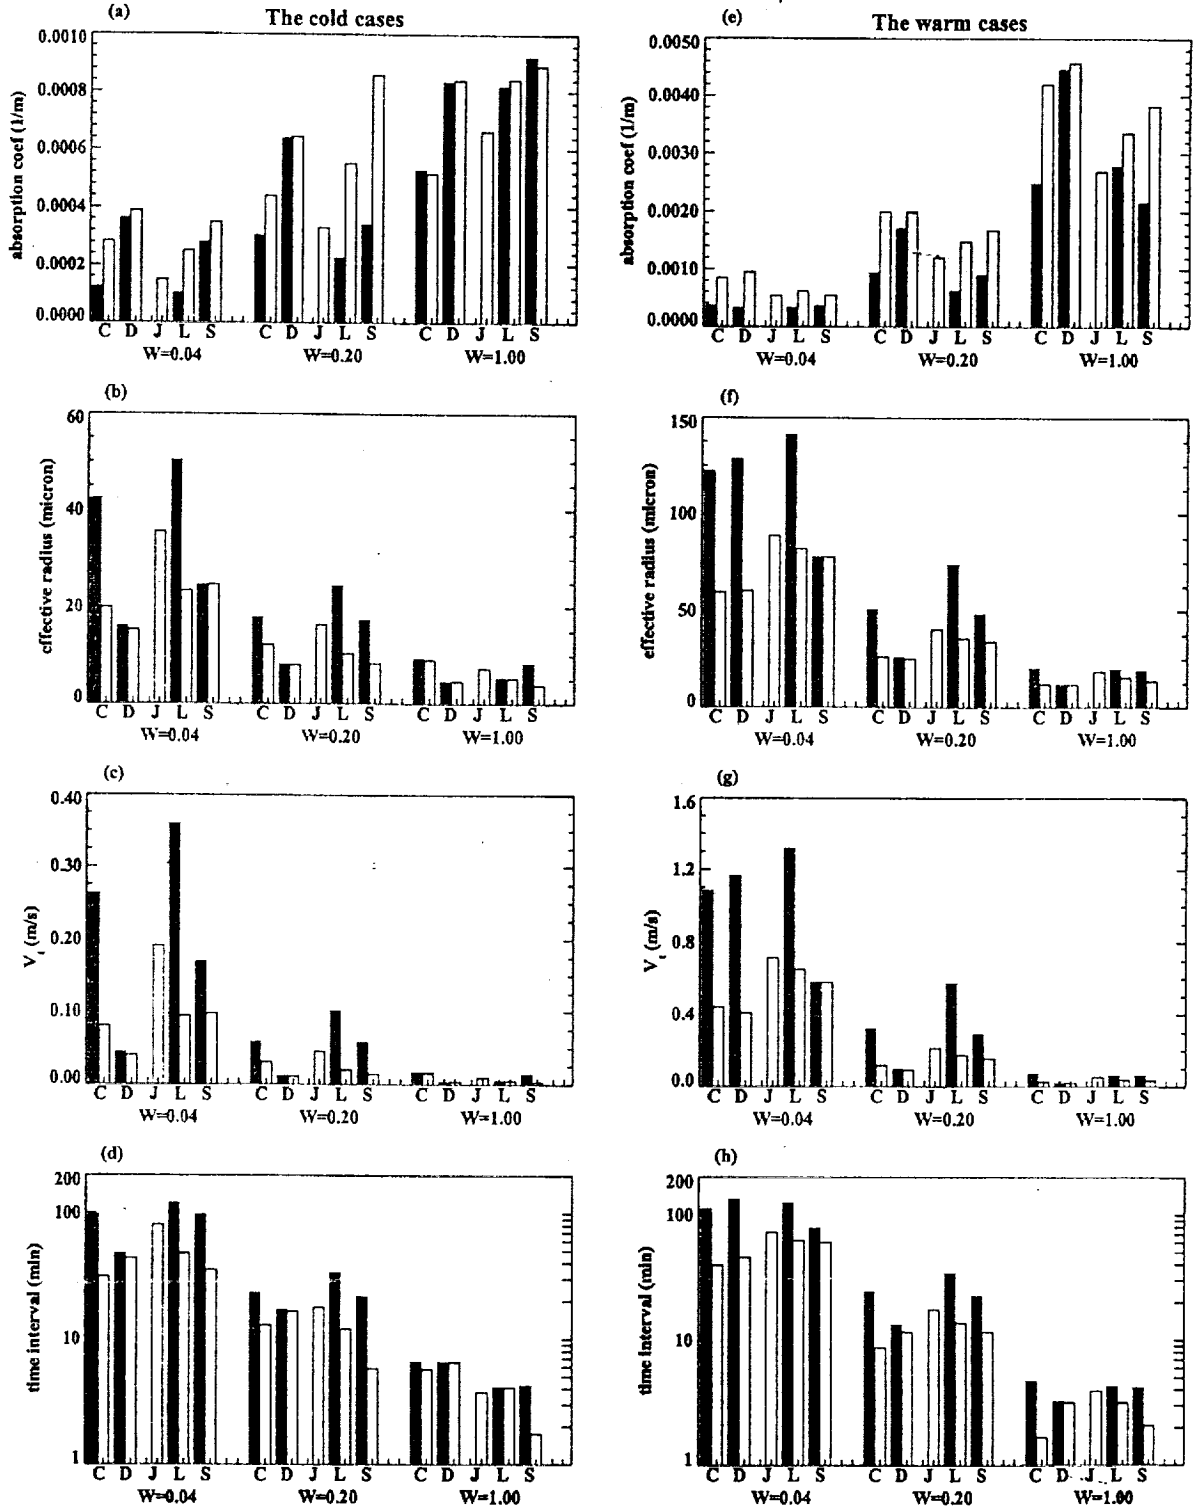 (a)
The cold cases
absorption coef (1/m)
0.0010
0.0008
0.0006
0.0004
0.0002
0.0000
C D J L S C D J L S C D J L S
W=0.04 W=0.20 W=1.00
(e)
The warm cases
absorption coef (1/m)
0.0050
0.0040
0.0030
0.0020
0.0010
0.0000
C D J L S C D J L S C D J L S
W=0.04 W=0.20 W=1.00
(b)
effective radius (micron)
60
40
20
0
C D J L S C D J L S C D J L S
W=0.04 W=0.20 W=1.00
(f)
effective radius (micron)
150
100
50
0
C D J L S C D J L S C D J L S
W=0.04 W=0.20 W=1.00
(c)
Vt (m/s)
0.40
0.30
0.20
0.10
0.00
C D J L S C D J L S C D J L S
W=0.04 W=0.20 W=1.00
(g)
Vt (m/s)
1.6
1.2
0.8
0.4
0.0
C D J L S C D J L S C D J L S
W=0.04 W=0.20 W=1.00
(d)
time interval (min)
200
100
10
1
C D J L S C D J L S C D J L S
W=0.04 W=0.20 W=1.00
(h)
time interval (min)
200
100
10
1
C D J L S C D J L S C D J L S
W=0.04 W=0.20 W=1.00